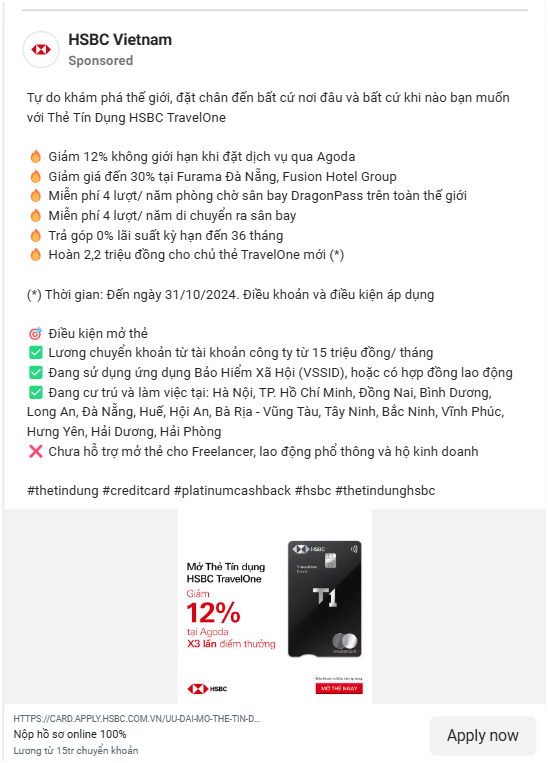 HSBC Vietnam
Sponsored
Tự do khám phá thế giới, đặt chân đến bất cứ nơi đâu và bất cứ khi nào bạn muốn
với Thẻ Tín Dụng HSBC TravelOne
🔥 Giảm 12% không giới hạn khi đặt dịch vụ qua Agoda
🔥 Giảm giá đến 30% tại Furama Đà Nẵng, Fusion Hotel Group
🔥 Miễn phí 4 lượt/ năm phòng chờ sân bay DragonPass trên toàn thế giới
🔥 Miễn phí 4 lượt/ năm di chuyển ra sân bay
🔥 Trả góp 0% lãi suất kỳ hạn đến 36 tháng
🔥 Hoàn 2,2 triệu đồng cho chủ thẻ TravelOne mới (*)
(*) Thời gian: Đến ngày 31/10/2024. Điều khoản và điều kiện áp dụng
🎯 Điều kiện mở thẻ
✅ Lương chuyển khoản từ tài khoản công ty từ 15 triệu đồng/ tháng
✅ Đang sử dụng ứng dụng Bảo Hiểm Xã Hội (VSSID), hoặc có hợp đồng lao động
✅ Đang cư trú và làm việc tại: Hà Nội, TP. Hồ Chí Minh, Đồng Nai, Bình Dương,
Long An, Đà Nẵng, Huế, Hội An, Bà Rịa - Vũng Tàu, Tây Ninh, Bắc Ninh, Vĩnh Phúc,
Hưng Yên, Hải Dương, Hải Phòng
❌ Chưa hỗ trợ mở thẻ cho Freelancer, lao động phổ thông và hộ kinh doanh
#thetindung #creditcard #platinumcashback #hsbc #thetindunghsbc
Mở Thẻ Tín dụng
HSBC TravelOne
Giảm
12%
tại Agoda
X3 lần điểm thưởng
HSBC
TravelOne
Credit
T1
mastercard
HSBC
MỞ THẺ NGAY
HTTPS://CARD.APPLY.HSBC.COM.VN/UU-DAI-MO-THE-TIN-D...
Nộp hồ sơ online 100%
Lương từ 15tr chuyển khoản
Apply now